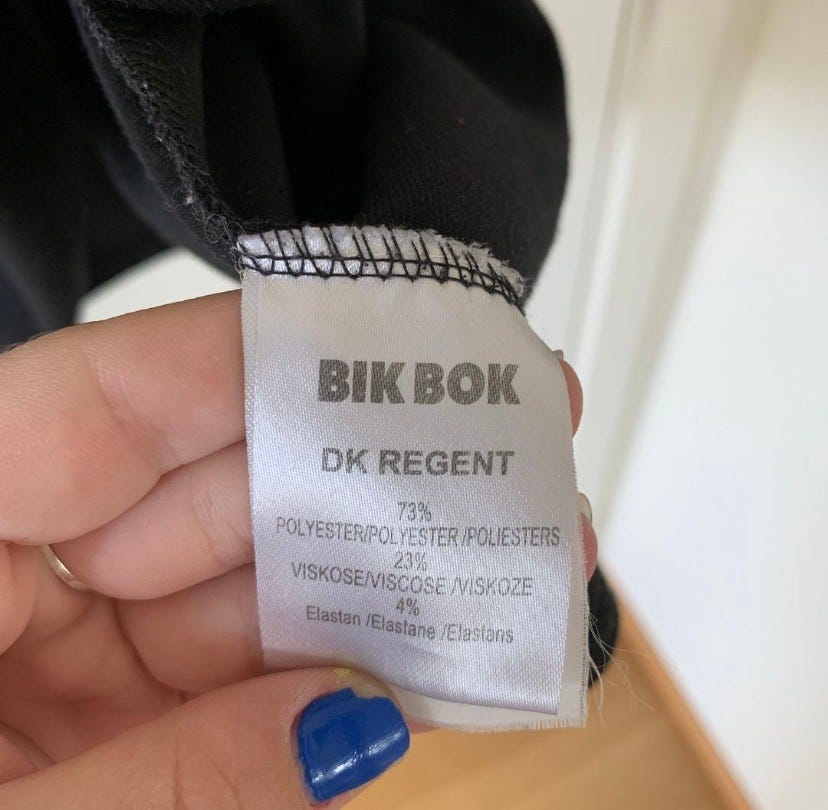 BIK BOK
DK REGENT
73%
POLYESTER/POLYESTER/POLIESTERS
23%
VISKOSE/VISCOSE/VISKOZE
4%
Elastan /Elastane /Elastans